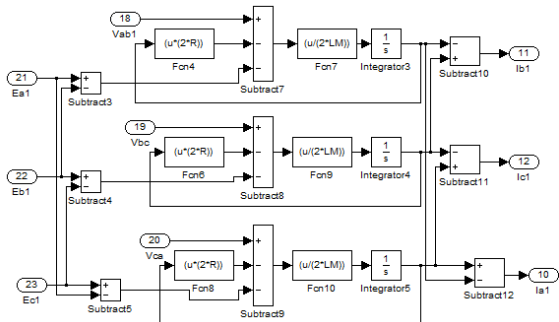 18
Vab1
(u*(2*R))
Fcn4
+
−
−
Subtract7
(u/(2*LM))
Fcn7
1
s
Integrator3
−
+
Subtract10
11
Ib1
21
Ea1
+
−
Subtract3
19
Vbc
(u*(2*R))
Fcn6
+
−
−
Subtract8
(u/(2*LM))
Fcn9
1
s
Integrator4
−
+
Subtract11
12
Ic1
22
Eb1
+
−
Subtract4
20
Vca
(u*(2*R))
Fcn8
+
−
−
Subtract9
(u/(2*LM))
Fcn10
1
s
Integrator5
+
−
Subtract12
10
Ia1
23
Ec1
+
−
Subtract5